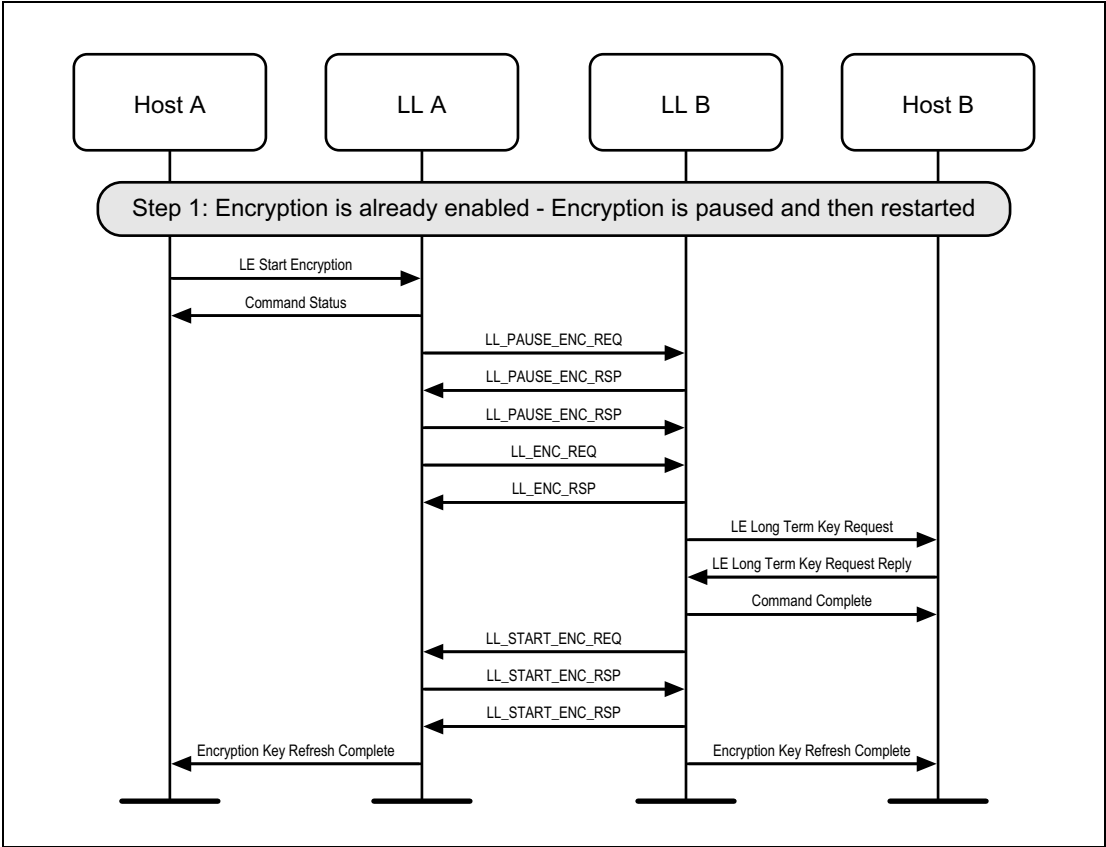 Host A
LL A
LL B
Host B
Step 1: Encryption is already enabled - Encryption is paused and then restarted
LE Start Encryption
Command Status
LL_PAUSE_ENC_REQ
LL_PAUSE_ENC_RSP
LL_PAUSE_ENC_RSP
LL_ENC_REQ
LL_ENC_RSP
LE Long Term Key Request
LE Long Term Key Request Reply
Command Complete
LL_START_ENC_REQ
LL_START_ENC_RSP
LL_START_ENC_RSP
Encryption Key Refresh Complete
Encryption Key Refresh Complete